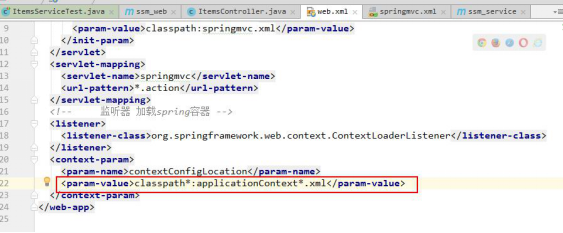 ItemsServiceTest.java × ssm_web × ItemsController.java × web.xml × springmvc.xml × ssm_service ×
9 <param-value>classpath:springmvc.xml</param-value>
10 </init-param>
11 </servlet>
12 <servlet-mapping>
13 <servlet-name>springmvc</servlet-name>
14 <url-pattern>*.action</url-pattern>
15 </servlet-mapping>
16 <!-- 监听器 加载spring容器 -->
17 <listener>
18 <listener-class>org.springframework.web.context.ContextLoaderListener</listener-class>
19 </listener>
20 <context-param>
21 <param-name>contextConfigLocation</param-name>
22 <param-value>classpath*:applicationContext*.xml</param-value>
23 </context-param>
24 </web-app>
25